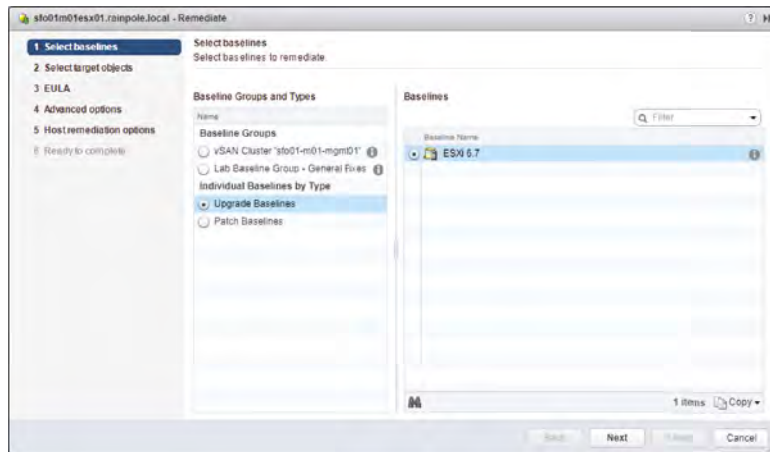 sfo01m01esx01.rainpole.local - Remediate
1 Select baselines
2 Select target objects
3 EULA
4 Advanced options
5 Host remediation options
6 Ready to complete
Select baselines
Select baselines to remediate
Baseline Groups and Types
Name
Baseline Groups
vSAN Cluster 'sfo01-m01-mgmt01'
Lab Baseline Group - General Fixes
Individual Baselines by Type
Upgrade Baselines
Patch Baselines
Baselines
Filter
Baseline Name
ESXi 6.7
1 items Copy
Back Next Finish Cancel